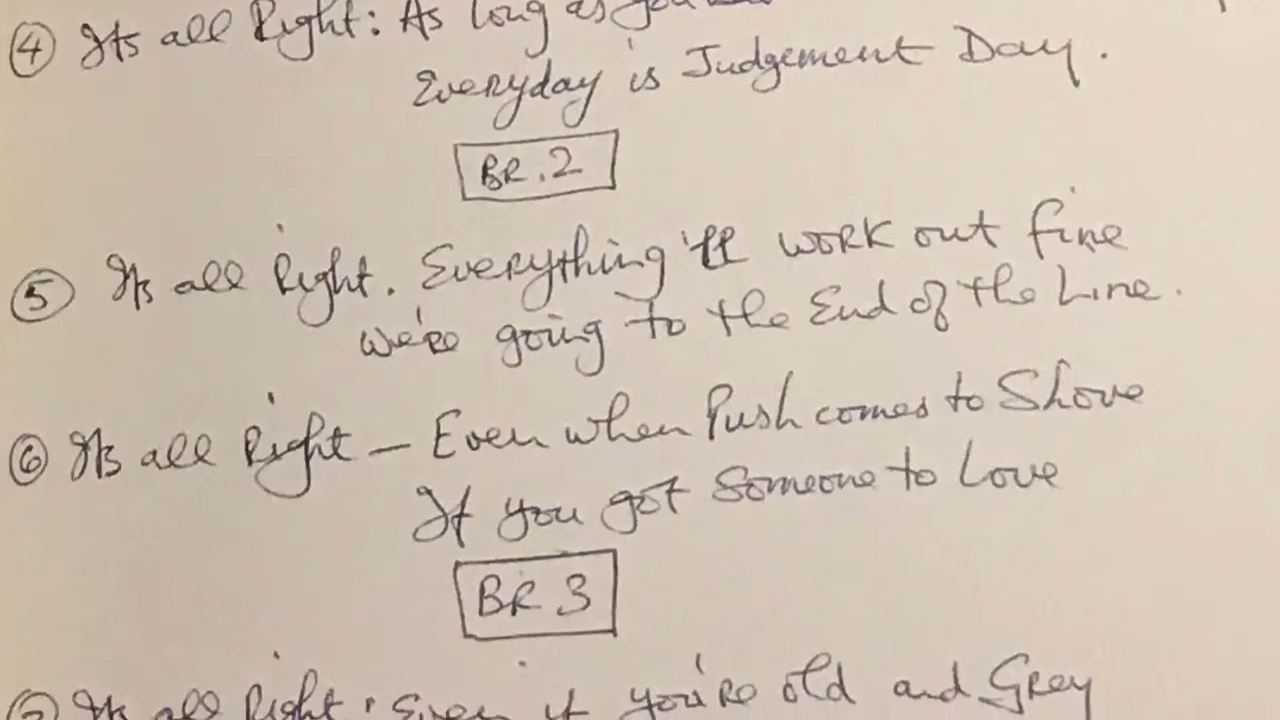 ④ Its all Right: As long as you
Everyday is Judgement Day.
BR.2
⑤ Its all Right. Everything'll work out fine
We're going to the End of the Line.
⑥ Its all Right — Even when Push comes to Shove
If you got Someone to Love
BR 3
⑦ Its all Right. Even if you're old and Grey